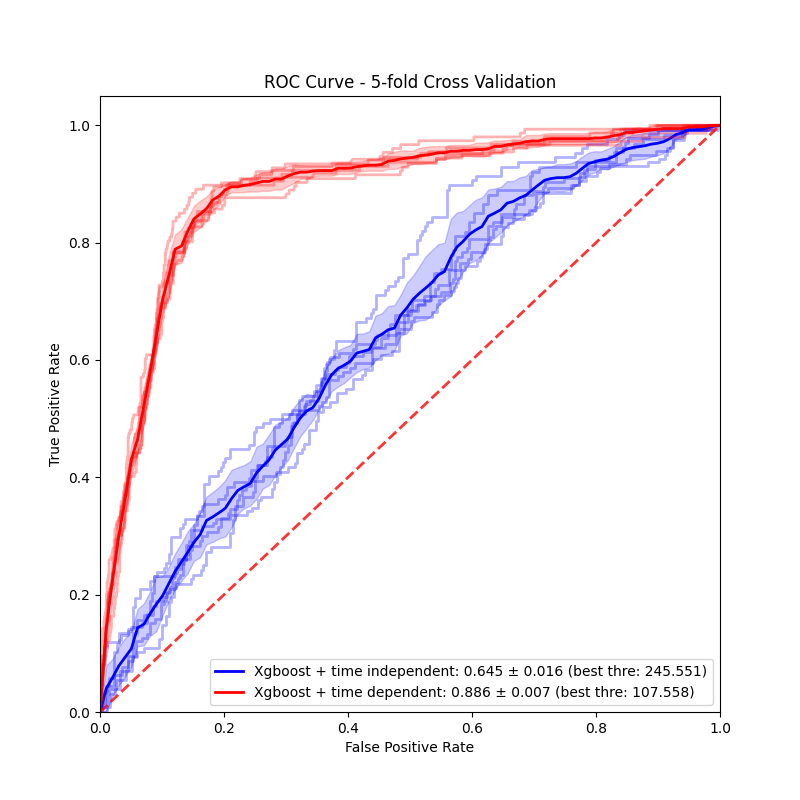 ROC Curve - 5-fold Cross Validation
True Positive Rate
1.0
0.8
0.6
0.4
0.2
0.0
Xgboost + time independent: 0.645 ± 0.016 (best thre: 245.551)
Xgboost + time dependent: 0.886 ± 0.007 (best thre: 107.558)
0.0 0.2 0.4 0.6 0.8 1.0
False Positive Rate